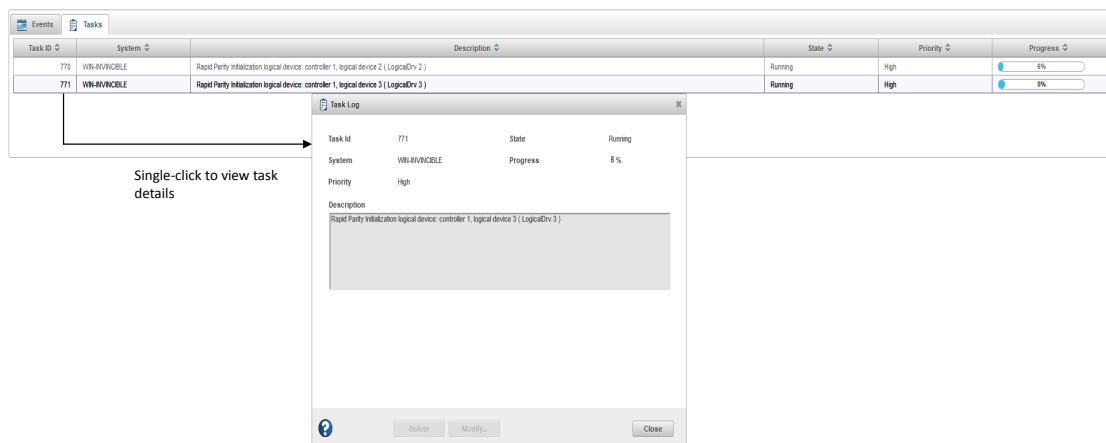 Events Tasks
Task ID System Description State Priority Progress
770 WIN-INVINCIBLE Rapid Parity Initialization logical device: controller 1, logical device 2 ( LogicalDrv 2 ) Running High 6%
771 WIN-INVINCIBLE Rapid Parity Initialization logical device: controller 1, logical device 3 ( LogicalDrv 3 ) Running High 8%
Task Log x
Task Id 771 State Running
System WIN-INVINCIBLE Progress 8 %
Priority High
Description
Rapid Parity Initialization logical device: controller 1, logical device 3 ( LogicalDrv 3 )
Single-click to view task
details
? Delete Modify... Close